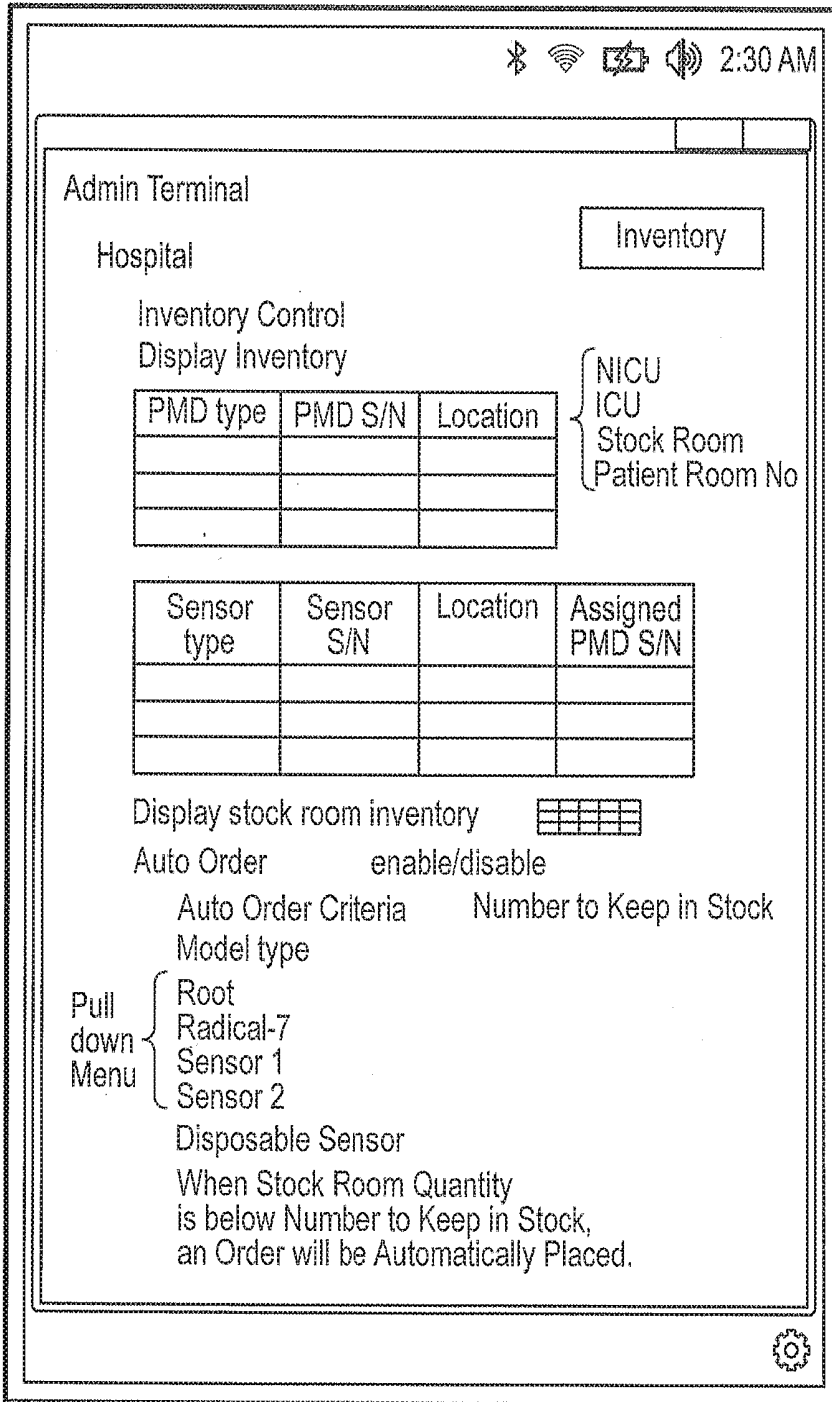 2:30 AM
Admin Terminal
Inventory
Hospital
Inventory Control
Display Inventory
PMD type PMD S/N Location
NICU
ICU
Stock Room
Patient Room No
Sensor type Sensor S/N Location Assigned PMD S/N
Display stock room inventory
Auto Order enable/disable
Auto Order Criteria Number to Keep in Stock
Model type
Pull down Menu
Root
Radical-7
Sensor 1
Sensor 2
Disposable Sensor
When Stock Room Quantity
is below Number to Keep in Stock,
an Order will be Automatically Placed.